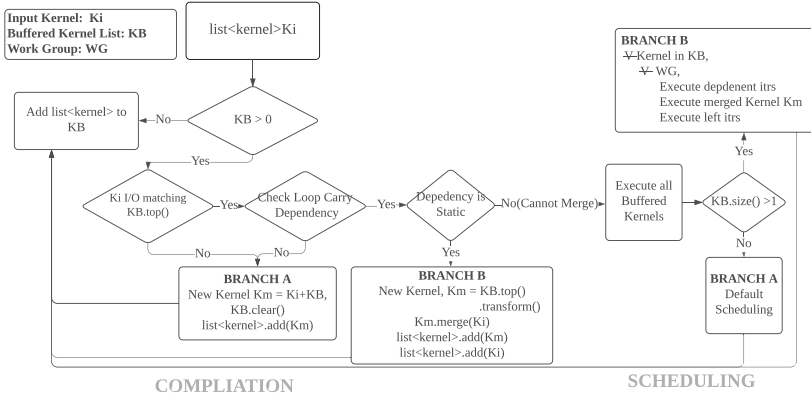 Input Kernel: Ki
Buffered Kernel List: KB
Work Group: WG
list<kernel>Ki
BRANCH B
V Kernel in KB,
V WG,
Execute depdenent itrs
Execute merged Kernel Km
Execute left itrs
Add list<kernel> to
KB
No
KB > 0
Yes
Yes
Ki I/O matching
KB.top()
Yes
Check Loop Carry
Dependency
Yes
Depedency is
Static
No(Cannot Merge)
Execute all
Buffered
Kernels
KB.size() >1
No
No
Yes
No
BRANCH A
New Kernel Km = Ki+KB,
KB.clear()
list<kernel>.add(Km)
BRANCH B
New Kernel, Km = KB.top()
.transform()
Km.merge(Ki)
list<kernel>.add(Km)
list<kernel>.add(Ki)
BRANCH A
Default
Scheduling
COMPLIATION
SCHEDULING